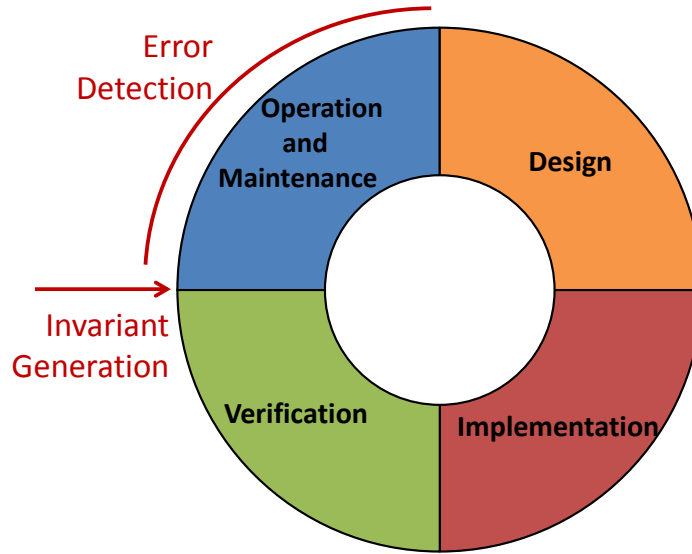 Error
Detection
Operation
and
Maintenance
Design
Invariant
Generation
Verification
Implementation